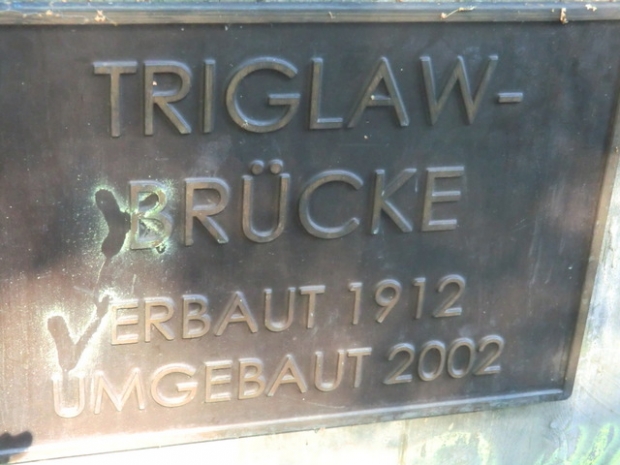 TRIGLAW-
BRÜCKE
VERBAUT 1912
UMGEBAUT 2002